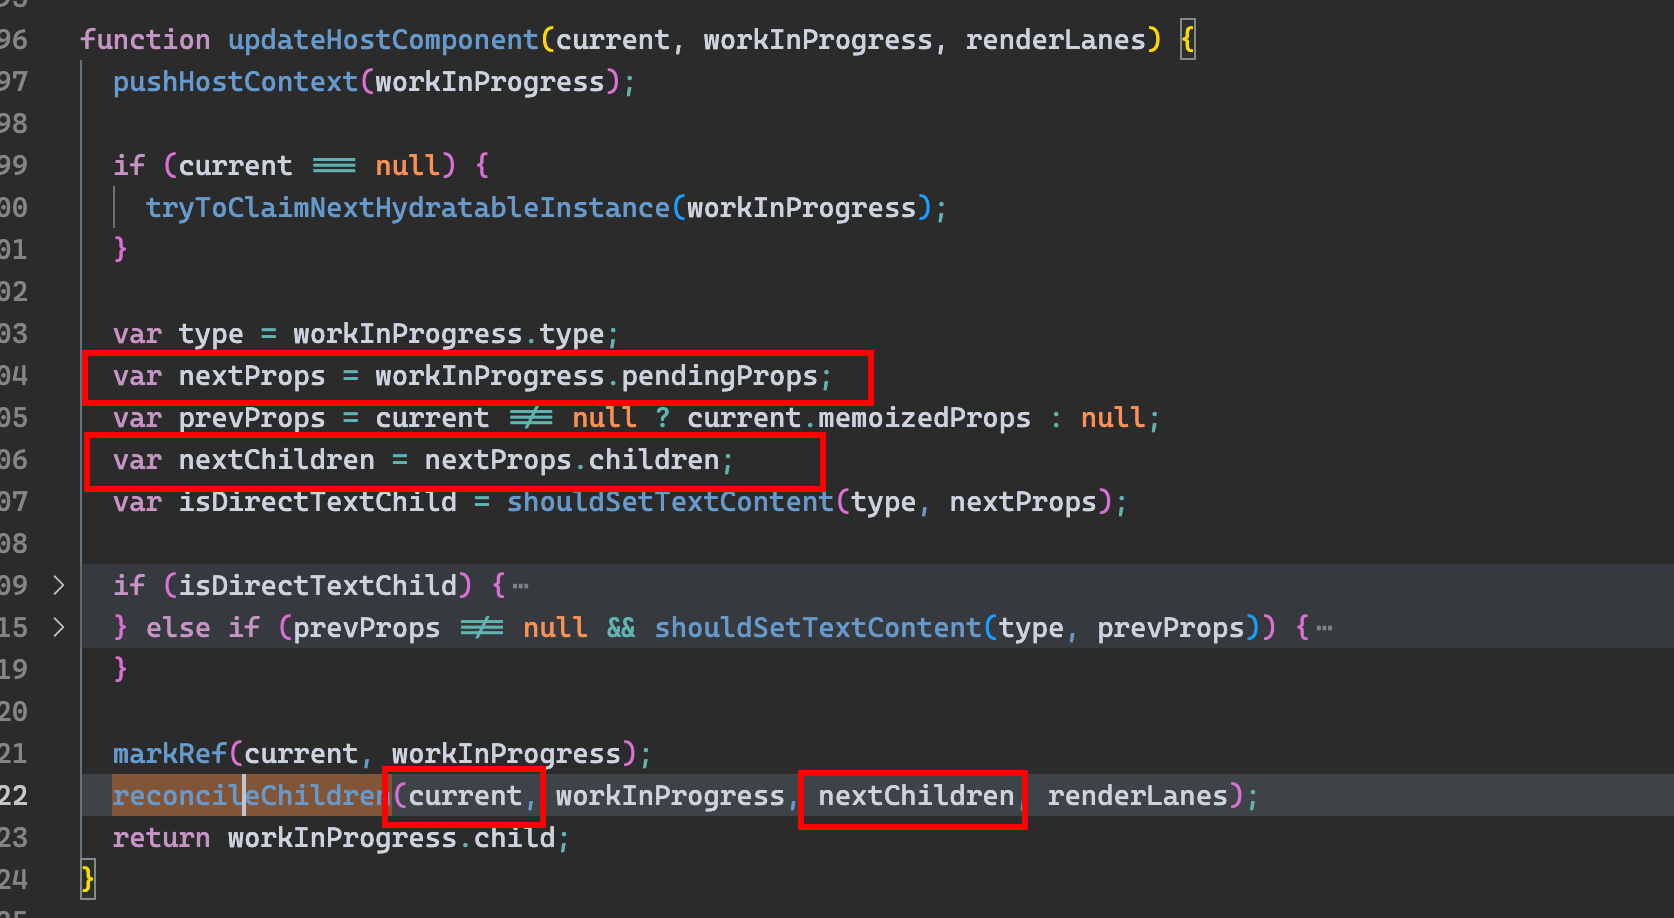 96 function updateHostComponent(current, workInProgress, renderLanes) {
97 pushHostContext(workInProgress);
98
99 if (current === null) {
00 tryToClaimNextHydratableInstance(workInProgress);
01 }
02
03 var type = workInProgress.type;
04 var nextProps = workInProgress.pendingProps;
05 var prevProps = current !== null ? current.memoizedProps : null;
06 var nextChildren = nextProps.children;
07 var isDirectTextChild = shouldSetTextContent(type, nextProps);
08
09 if (isDirectTextChild) { ⋯
15 } else if (prevProps !== null && shouldSetTextContent(type, prevProps)) { ⋯
19 }
20
21 markRef(current, workInProgress);
22 reconcileChildren(current, workInProgress, nextChildren, renderLanes);
23 return workInProgress.child;
24 }